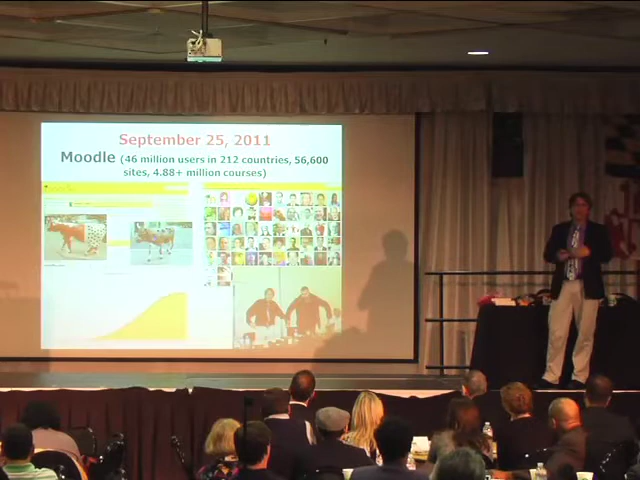 September 25, 2011
Moodle (46 million users in 212 countries, 56,600
sites, 4.88+ million courses)